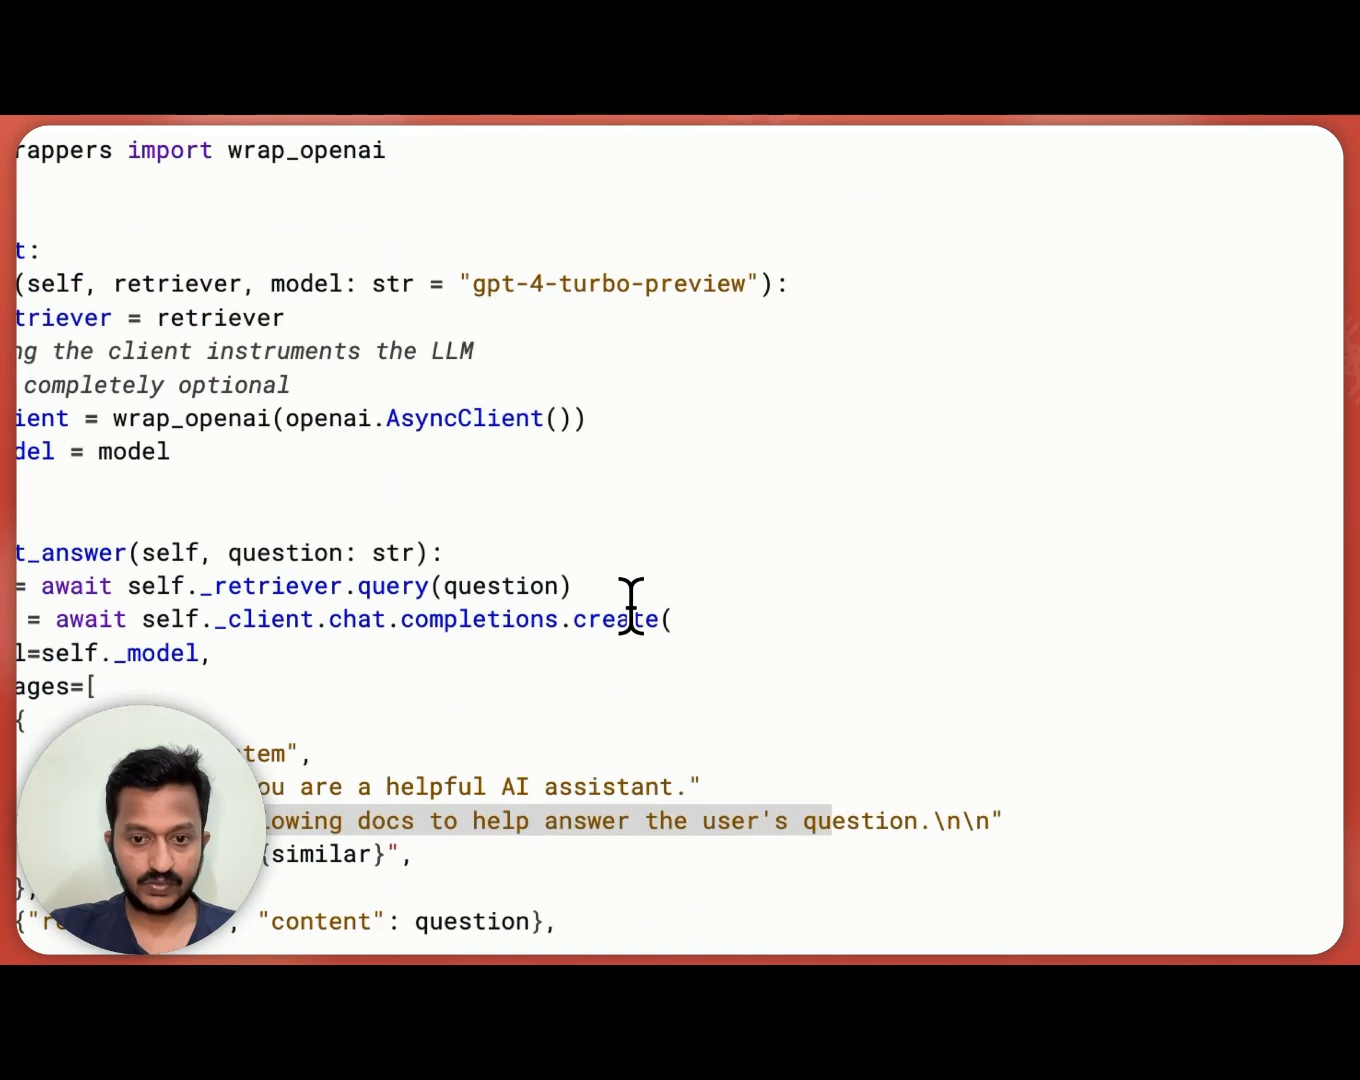 rappers import wrap_openai
t:
(self, retriever, model: str = "gpt-4-turbo-preview"):
triever = retriever
ng the client instruments the LLM
completely optional
ient = wrap_openai(openai.AsyncClient())
del = model
t_answer(self, question: str):
= await self._retriever.query(question)
= await self._client.chat.completions.create(
l=self._model,
ages=[
{
tem",
ou are a helpful AI assistant."
lowing docs to help answer the user's question.\n\n"
{similar}",
},
{"r , "content": question},